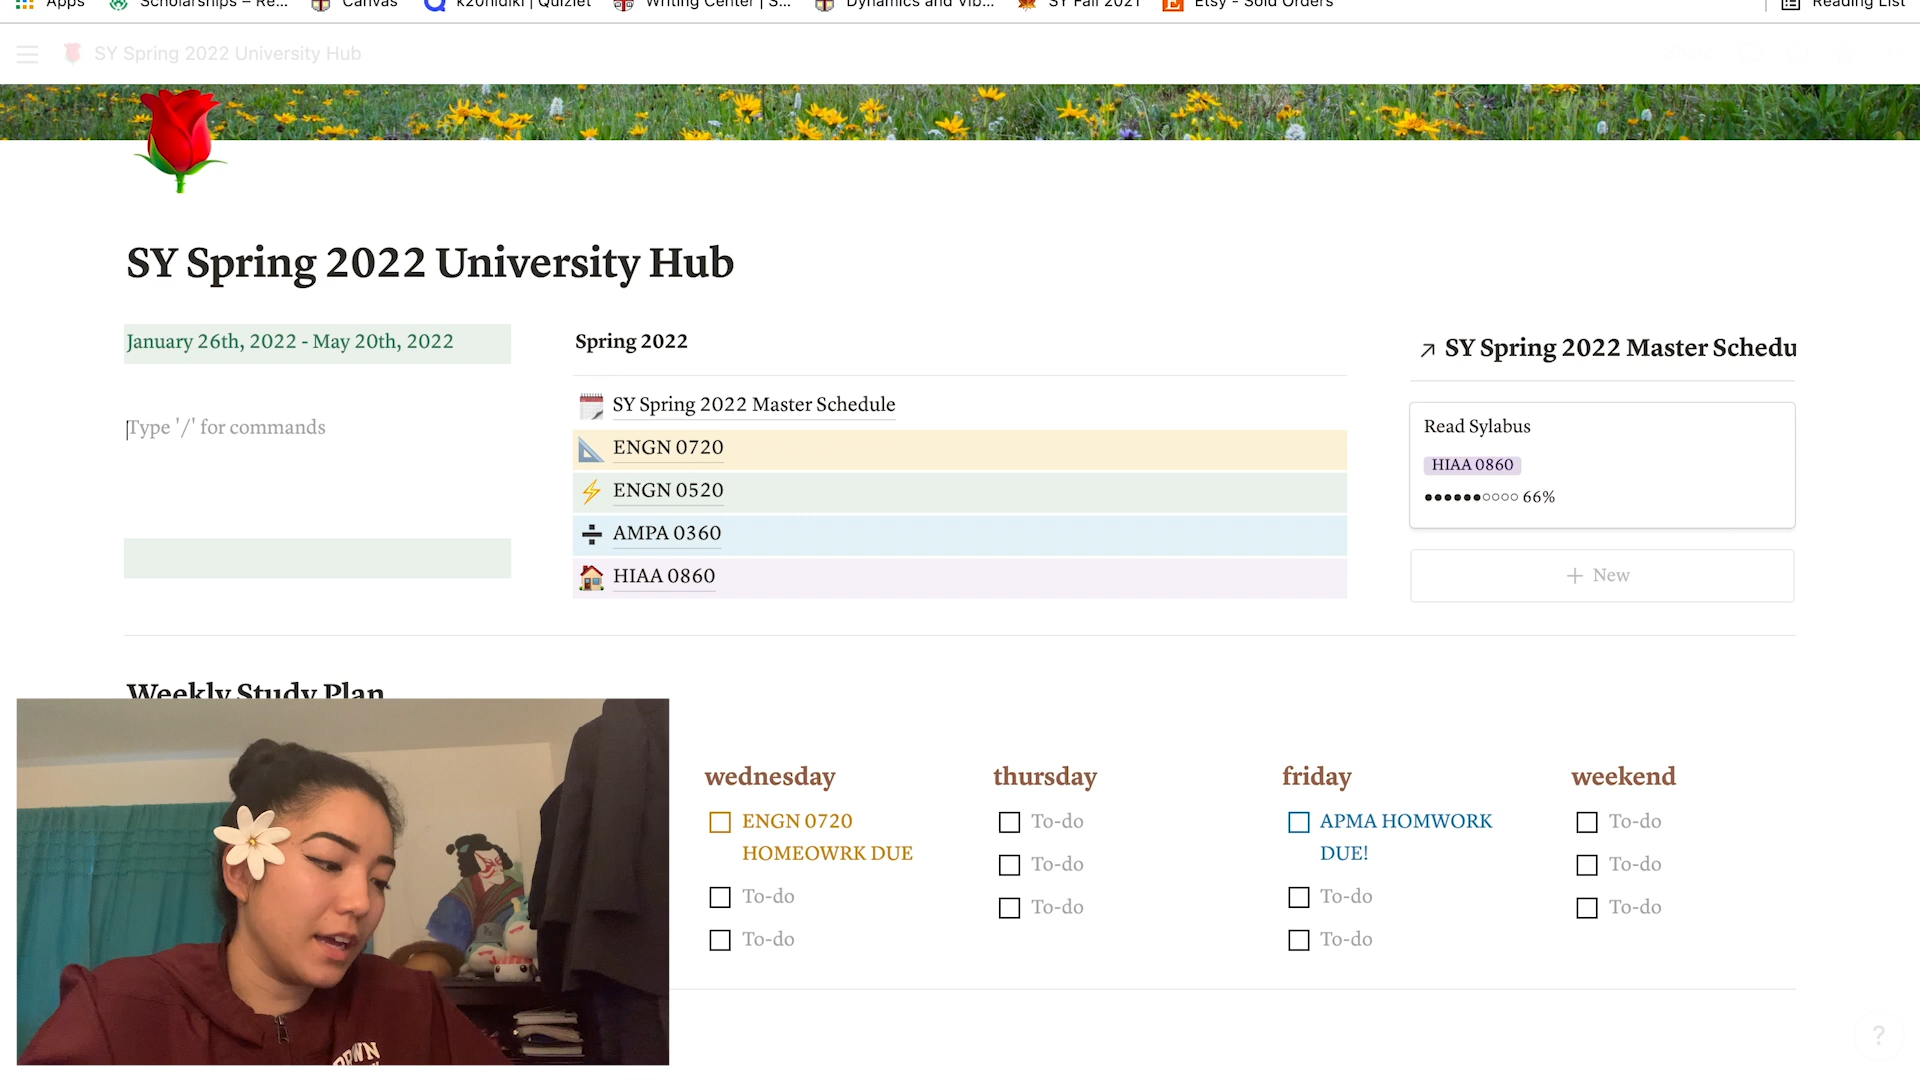 Apps
Scholarships – Re...
Canvas
k20nidiki | Quizlet
Writing Center | S...
Dynamics and Vib...
SY Fall 2021
Etsy - Sold Orders
Reading List
SY Spring 2022 University Hub
SY Spring 2022 University Hub
January 26th, 2022 - May 20th, 2022
Type '/' for commands
Spring 2022
SY Spring 2022 Master Schedule
ENGN 0720
ENGN 0520
AMPA 0360
HIAA 0860
SY Spring 2022 Master Schedu
Read Sylabus
HIAA 0860
66%
+ New
Weekly Study Plan
wednesday
ENGN 0720
HOMEOWRK DUE
To-do
To-do
thursday
To-do
To-do
To-do
friday
APMA HOMWORK
DUE!
To-do
To-do
weekend
To-do
To-do
To-do
?